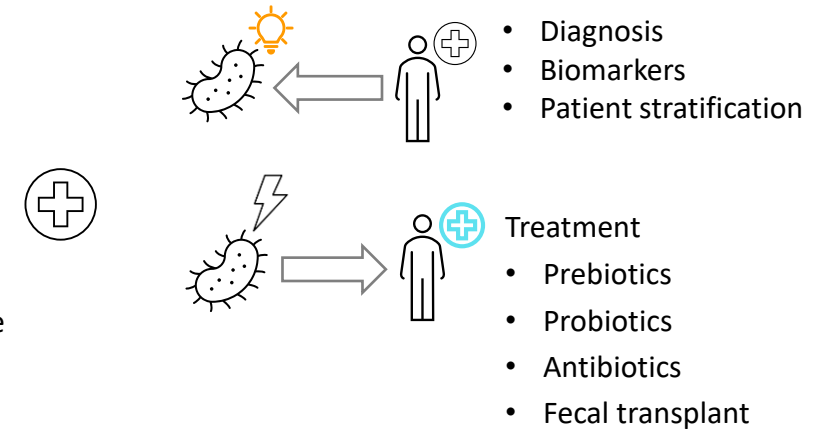 • Diagnosis
• Biomarkers
• Patient stratification
Treatment
• Prebiotics
• Probiotics
• Antibiotics
• Fecal transplant